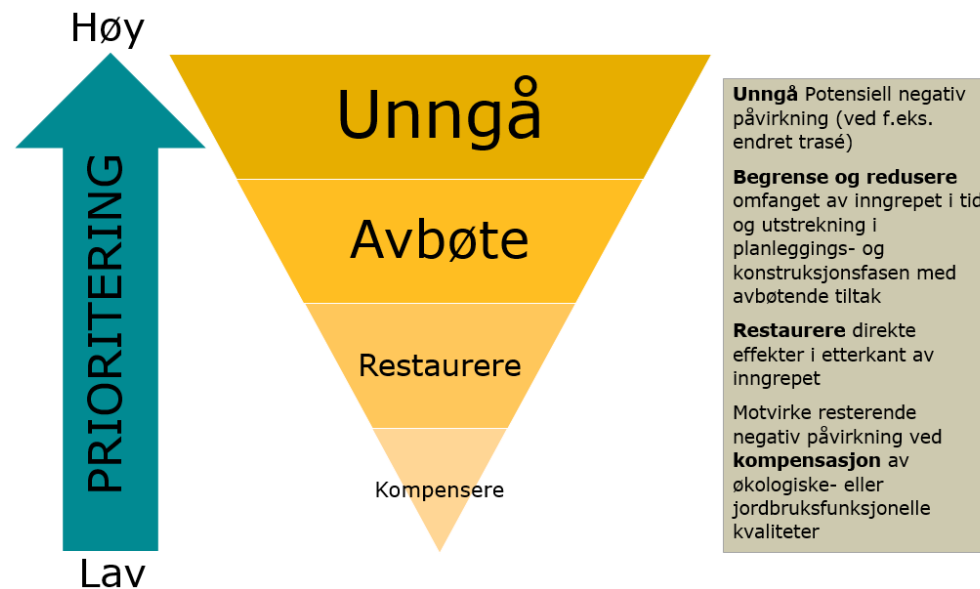 Høy
PRIORITERING
Lav
Unngå
Avbøte
Restaurere
Kompensere
Unngå Potensiell negativ
påvirkning (ved f.eks.
endret trasé)
Begrense og redusere
omfanget av inngrepet i tid
og utstrekning i
planleggings- og
konstruksjonsfasen med
avbøtende tiltak
Restaurere direkte
effekter i etterkant av
inngrepet
Motvirke resterende
negativ påvirkning ved
kompensasjon av
økologiske- eller
jordbruksfunksjonelle
kvaliteter